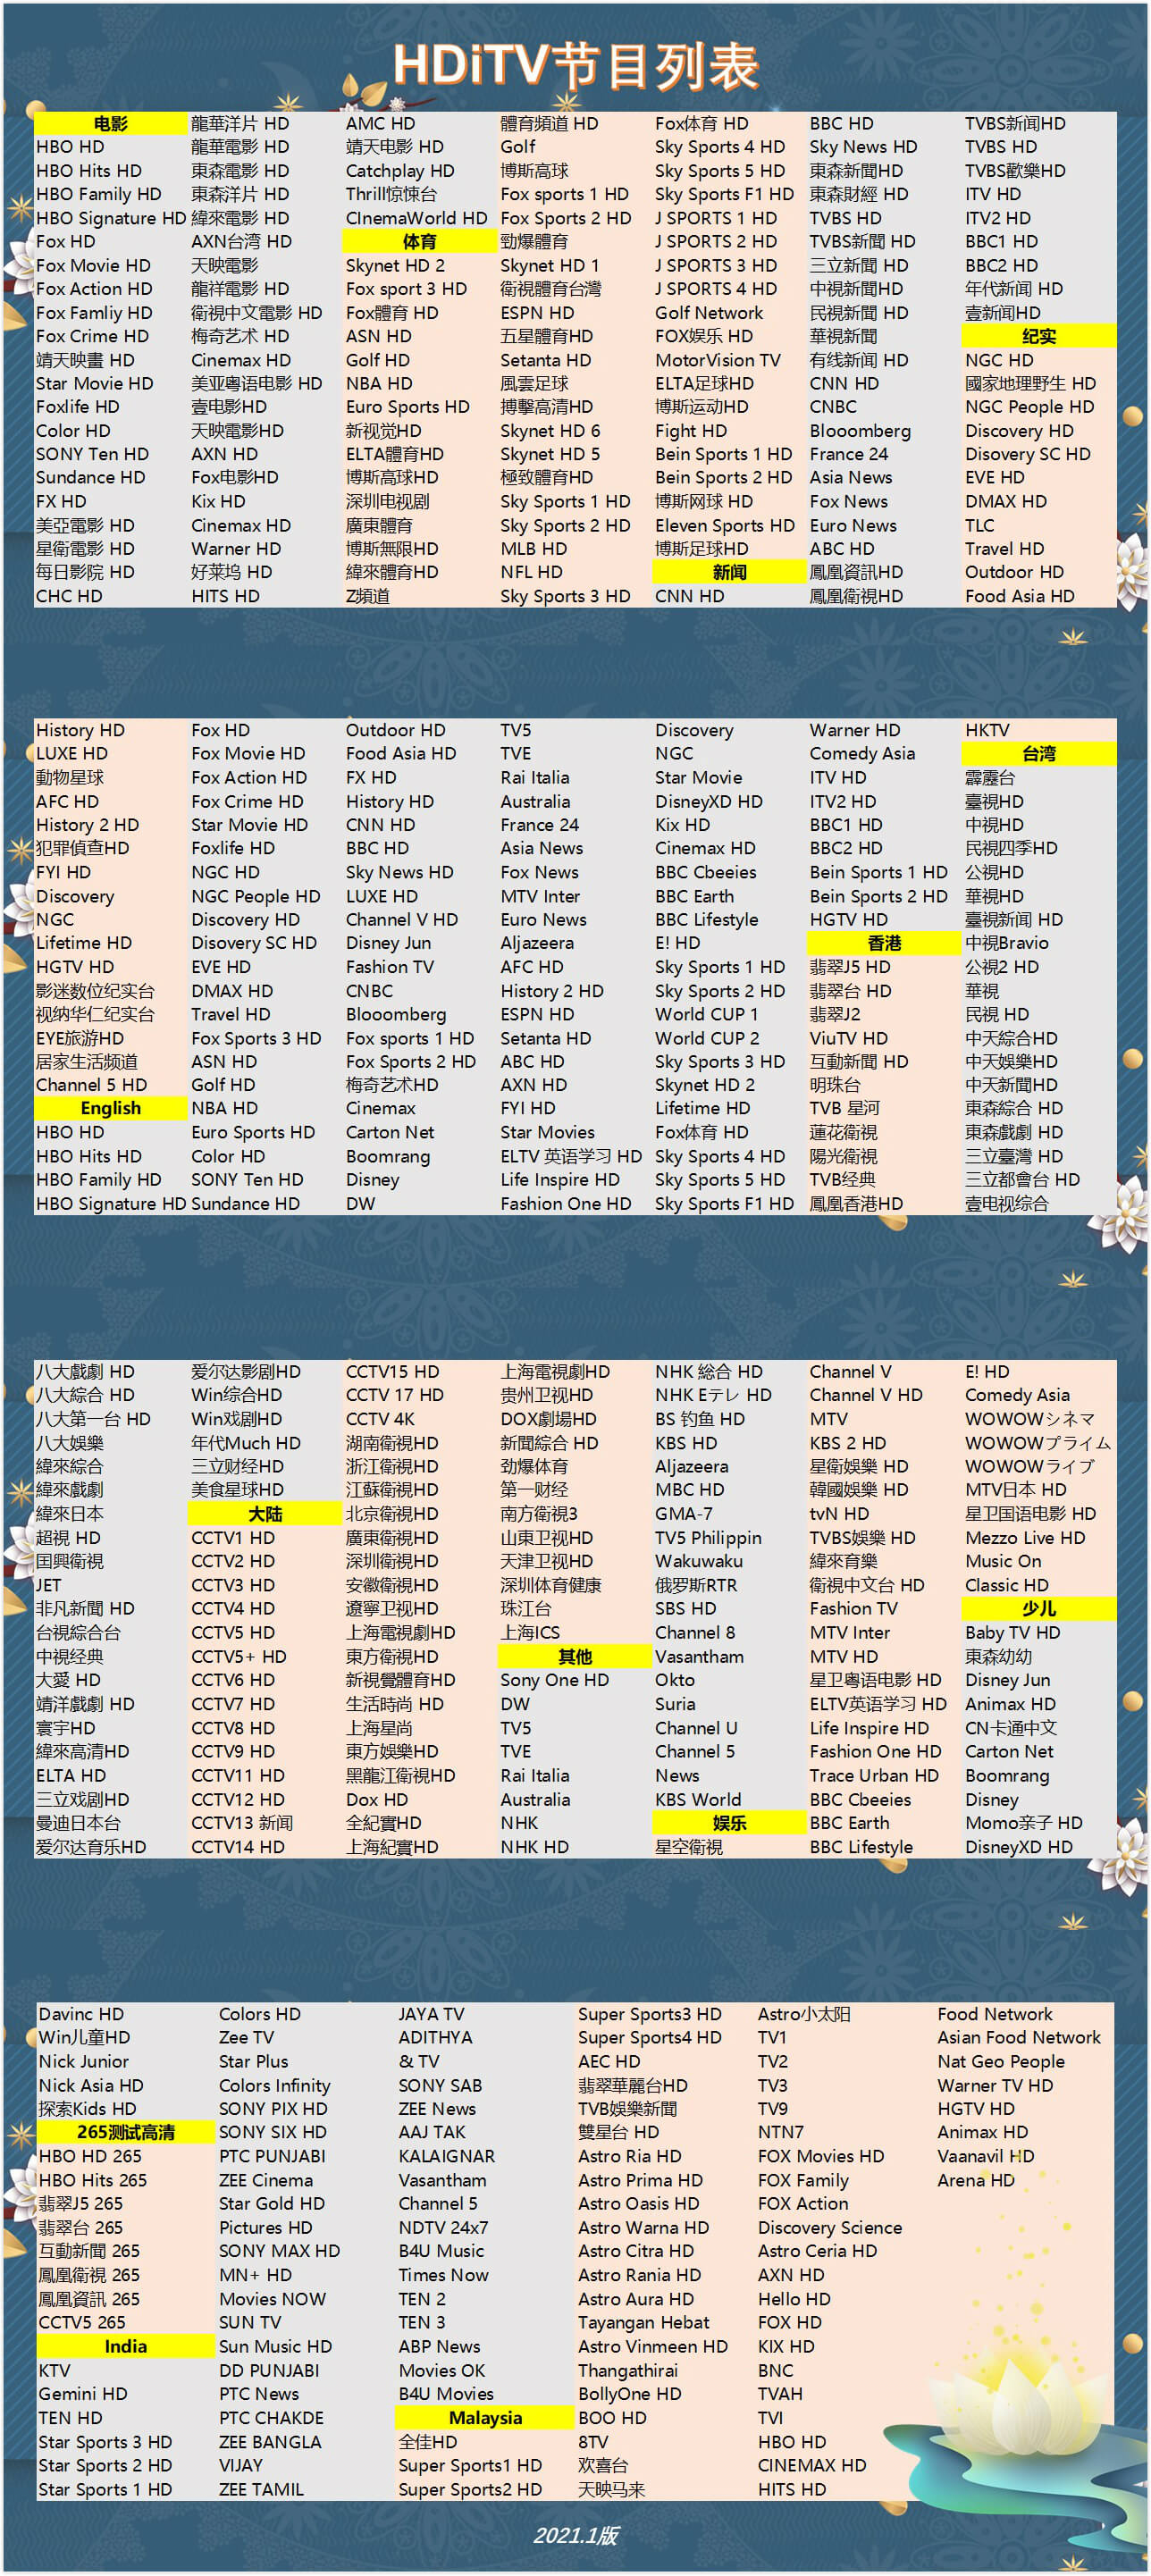 HDiTV节目列表
电影
HBO HD
HBO Hits HD
HBO Family HD
HBO Signature HD
Fox HD
Fox Movie HD
Fox Action HD
Fox Famliy HD
Fox Crime HD
靖天映畫 HD
Star Movie HD
Foxlife HD
Color HD
SONY Ten HD
Sundance HD
FX HD
美亞電影 HD
星衛電影 HD
每日影院 HD
CHC HD
龍華洋片 HD
龍華電影 HD
東森電影 HD
東森洋片 HD
緯來電影 HD
AXN台湾 HD
天映電影
龍祥電影 HD
衛視中文電影 HD
梅奇艺术 HD
Cinemax HD
美亚粤语电影 HD
壹电影HD
天映電影HD
AXN HD
Fox电影HD
Kix HD
Cinemax HD
Warner HD
好莱坞 HD
HITS HD
AMC HD
靖天电影 HD
Catchplay HD
Thrill惊悚台
CInemaWorld HD
体育
Skynet HD 2
Fox sport 3 HD
Fox體育 HD
ASN HD
Golf HD
NBA HD
Euro Sports HD
新视觉HD
ELTA體育HD
博斯高球HD
深圳电视剧
廣東體育
博斯無限HD
緯來體育HD
Z頻道
體育頻道 HD
Golf
博斯高球
Fox sports 1 HD
Fox Sports 2 HD
勁爆體育
Skynet HD 1
衛視體育台灣
ESPN HD
五星體育HD
Setanta HD
風雲足球
搏擊高清HD
Skynet HD 6
Skynet HD 5
極致體育HD
Sky Sports 1 HD
Sky Sports 2 HD
MLB HD
NFL HD
Sky Sports 3 HD
Fox体育 HD
Sky Sports 4 HD
Sky Sports 5 HD
Sky Sports F1 HD
J SPORTS 1 HD
J SPORTS 2 HD
J SPORTS 3 HD
J SPORTS 4 HD
Golf Network
FOX娱乐 HD
MotorVision TV
ELTA足球HD
博斯运动HD
Fight HD
Bein Sports 1 HD
Bein Sports 2 HD
博斯网球 HD
Eleven Sports HD
博斯足球HD
新闻
CNN HD
BBC HD
Sky News HD
東森新聞HD
東森財經 HD
TVBS HD
TVBS新聞 HD
三立新聞 HD
中視新聞HD
民視新聞 HD
華視新聞
有线新闻 HD
CNN HD
CNBC
Blooomberg
France 24
Asia News
Fox News
Euro News
ABC HD
鳳凰資訊HD
鳳凰衛視HD
TVBS新闻HD
TVBS HD
TVBS歡樂HD
ITV HD
ITV2 HD
BBC1 HD
BBC2 HD
年代新闻 HD
壹新闻HD
纪实
NGC HD
國家地理野生 HD
NGC People HD
Discovery HD
Disovery SC HD
EVE HD
DMAX HD
TLC
Travel HD
Outdoor HD
Food Asia HD
History HD
LUXE HD
動物星球
AFC HD
History 2 HD
犯罪偵查HD
FYI HD
Discovery
NGC
Lifetime HD
HGTV HD
影迷数位纪实台
视纳华仁纪实台
EYE旅游HD
居家生活频道
Channel 5 HD
English
HBO HD
HBO Hits HD
HBO Family HD
HBO Signature HD
Fox HD
Fox Movie HD
Fox Action HD
Fox Crime HD
Star Movie HD
Foxlife HD
NGC HD
NGC People HD
Discovery HD
Disovery SC HD
EVE HD
DMAX HD
Travel HD
Fox Sports 3 HD
ASN HD
Golf HD
NBA HD
Euro Sports HD
Color HD
SONY Ten HD
Sundance HD
Outdoor HD
Food Asia HD
FX HD
History HD
CNN HD
BBC HD
Sky News HD
LUXE HD
Channel V HD
Disney Jun
Fashion TV
CNBC
Blooomberg
Fox sports 1 HD
Fox Sports 2 HD
梅奇艺术HD
Cinemax
Carton Net
Boomrang
Disney
DW
TV5
TVE
Rai Italia
Australia
France 24
Asia News
Fox News
MTV Inter
Euro News
Aljazeera
AFC HD
History 2 HD
ESPN HD
Setanta HD
ABC HD
AXN HD
FYI HD
Star Movies
ELTV 英语学习 HD
Life Inspire HD
Fashion One HD
Discovery
NGC
Star Movie
DisneyXD HD
Kix HD
Cinemax HD
BBC Cbeeies
BBC Earth
BBC Lifestyle
E! HD
Sky Sports 1 HD
Sky Sports 2 HD
World CUP 1
World CUP 2
Sky Sports 3 HD
Skynet HD 2
Lifetime HD
Fox体育 HD
Sky Sports 4 HD
Sky Sports 5 HD
Sky Sports F1 HD
Warner HD
Comedy Asia
ITV HD
ITV2 HD
BBC1 HD
BBC2 HD
Bein Sports 1 HD
Bein Sports 2 HD
HGTV HD
香港
翡翠J5 HD
翡翠台 HD
翡翠J2
ViuTV HD
互動新聞 HD
明珠台
TVB 星河
蓮花衛視
陽光衛視
TVB经典
鳳凰香港HD
HKTV
台湾
霹靂台
臺視HD
中視HD
民視四季HD
公視HD
華視HD
臺視新闻 HD
中視Bravio
公視2 HD
華視
民視 HD
中天綜合HD
中天娛樂HD
中天新聞HD
東森綜合 HD
東森戲劇 HD
三立臺灣 HD
三立都會台 HD
壹电视综合
八大戲劇 HD
八大綜合 HD
八大第一台 HD
八大娛樂
緯來綜合
緯來戲劇
緯來日本
超視 HD
国興衛視
JET
非凡新聞 HD
台視綜合台
中視经典
大愛 HD
靖洋戲劇 HD
寰宇HD
緯來高清HD
ELTA HD
三立戏剧HD
曼迪日本台
爱尔达育乐HD
爱尔达影剧HD
Win综合HD
Win戏剧HD
年代Much HD
三立财经HD
美食星球HD
大陆
CCTV1 HD
CCTV2 HD
CCTV3 HD
CCTV4 HD
CCTV5 HD
CCTV5+ HD
CCTV6 HD
CCTV7 HD
CCTV8 HD
CCTV9 HD
CCTV11 HD
CCTV12 HD
CCTV13 新闻
CCTV14 HD
CCTV15 HD
CCTV 17 HD
CCTV 4K
湖南衛視HD
浙江衛視HD
江蘇衛視HD
北京衛視HD
廣東衛視HD
深圳衛視HD
安徽衛視HD
遼寧卫视HD
上海電視劇HD
東方衛視HD
新視覺體育HD
生活時尚 HD
上海星尚
東方娛樂HD
黑龍江衛視HD
Dox HD
全紀實HD
上海紀實HD
上海電視劇HD
贵州卫视HD
DOX劇場HD
新聞綜合 HD
劲爆体育
第一财经
南方衛視3
山東卫视HD
天津卫视HD
深圳体育健康
珠江台
上海ICS
其他
Sony One HD
DW
TV5
TVE
Rai Italia
Australia
NHK
NHK HD
NHK 総合 HD
NHK Eテレ HD
BS 钓鱼 HD
KBS HD
Aljazeera
MBC HD
GMA-7
TV5 Philippin
Wakuwaku
俄罗斯RTR
SBS HD
Channel 8
Vasantham
Okto
Suria
Channel U
Channel 5
News
KBS World
娱乐
星空衛視
Channel V
Channel V HD
MTV
KBS 2 HD
星衛娛樂 HD
韓國娛樂 HD
tvN HD
TVBS娛樂 HD
緯來育樂
衛視中文台 HD
Fashion TV
MTV Inter
MTV HD
星卫粤语电影 HD
ELTV英语学习 HD
Life Inspire HD
Fashion One HD
Trace Urban HD
BBC Cbeeies
BBC Earth
BBC Lifestyle
E! HD
Comedy Asia
WOWOWシネマ
WOWOWプライム
WOWOWライブ
MTV日本 HD
星卫国语电影 HD
Mezzo Live HD
Music On
Classic HD
少儿
Baby TV HD
東森幼幼
Disney Jun
Animax HD
CN卡通中文
Carton Net
Boomrang
Disney
Momo亲子 HD
DisneyXD HD
Davinc HD
Win儿童HD
Nick Junior
Nick Asia HD
探索Kids HD
265测试高清
HBO HD 265
HBO Hits 265
翡翠J5 265
翡翠台 265
互動新聞 265
鳳凰衛視 265
鳳凰資訊 265
CCTV5 265
India
KTV
Gemini HD
TEN HD
Star Sports 3 HD
Star Sports 2 HD
Star Sports 1 HD
Colors HD
Zee TV
Star Plus
Colors Infinity
SONY PIX HD
SONY SIX HD
PTC PUNJABI
ZEE Cinema
Star Gold HD
Pictures HD
SONY MAX HD
MN+ HD
Movies NOW
SUN TV
Sun Music HD
DD PUNJABI
PTC News
PTC CHAKDE
ZEE BANGLA
VIJAY
ZEE TAMIL
JAYA TV
ADITHYA
& TV
SONY SAB
ZEE News
AAJ TAK
KALAIGNAR
Vasantham
Channel 5
NDTV 24x7
B4U Music
Times Now
TEN 2
TEN 3
ABP News
Movies OK
B4U Movies
Malaysia
全佳HD
Super Sports1 HD
Super Sports2 HD
Super Sports3 HD
Super Sports4 HD
AEC HD
翡翠華麗台HD
TVB娛樂新聞
雙星台 HD
Astro Ria HD
Astro Prima HD
Astro Oasis HD
Astro Warna HD
Astro Citra HD
Astro Rania HD
Astro Aura HD
Tayangan Hebat
Astro Vinmeen HD
Thangathirai
BollyOne HD
BOO HD
8TV
欢喜台
天映马来
Astro小太阳
TV1
TV2
TV3
TV9
NTN7
FOX Movies HD
FOX Family
FOX Action
Discovery Science
Astro Ceria HD
AXN HD
Hello HD
FOX HD
KIX HD
BNC
TVAH
TVI
HBO HD
CINEMAX HD
HITS HD
Food Network
Asian Food Network
Nat Geo People
Warner TV HD
HGTV HD
Animax HD
Vaanavil HD
Arena HD
2021.1版